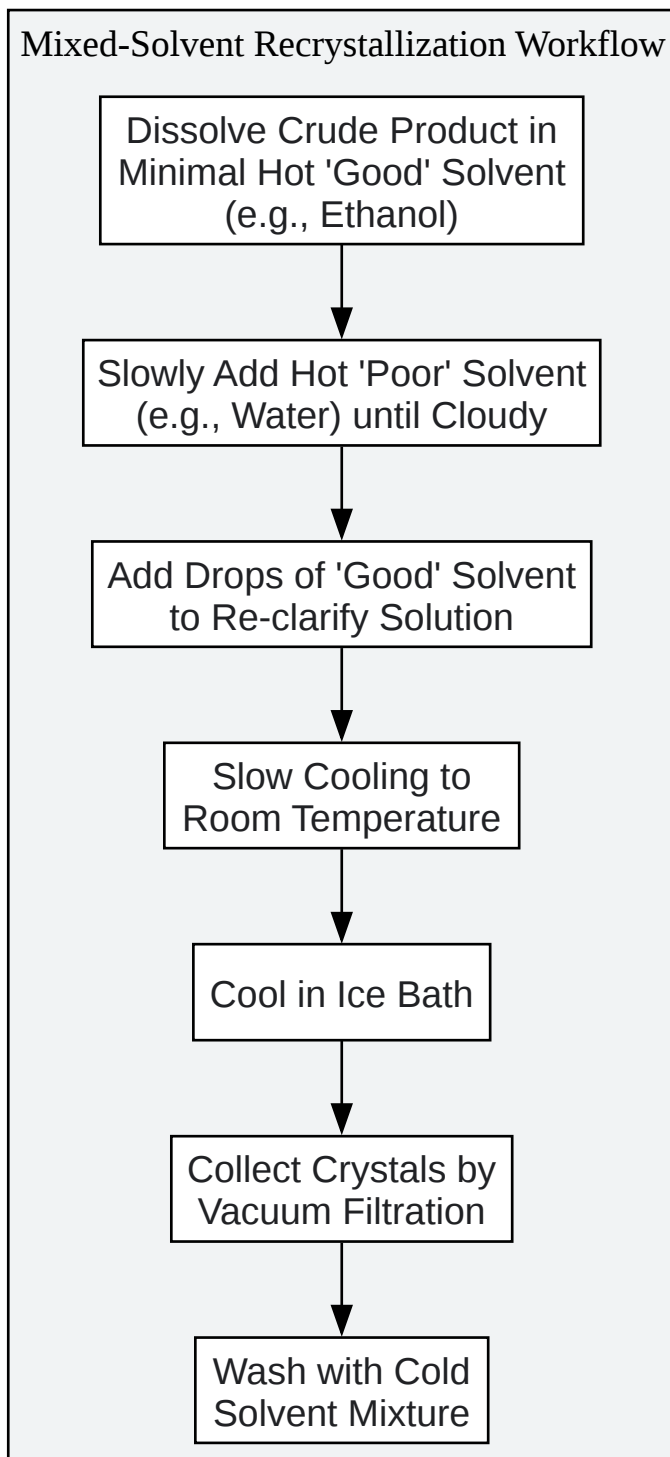 Mixed-Solvent Recrystallization Workflow
Dissolve Crude Product in
Minimal Hot 'Good' Solvent
(e.g., Ethanol)
Slowly Add Hot 'Poor' Solvent
(e.g., Water) until Cloudy
Add Drops of 'Good' Solvent
to Re-clarify Solution
Slow Cooling to
Room Temperature
Cool in Ice Bath
Collect Crystals by
Vacuum Filtration
Wash with Cold
Solvent Mixture